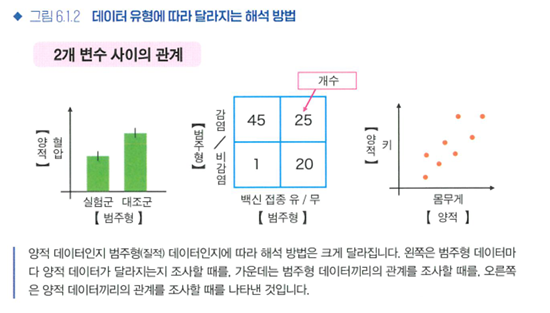 ◆ 그림 6.1.2 데이터 유형에 따라 달라지는 해석 방법
2개 변수 사이의 관계
【양적】 혈압
실험군 대조군
【 범주형 】
개수
【범주형】 감염 / 비감염
45 25
1 20
백신 접종 유 / 무
【 범주형 】
【양적】 키
몸무게
【 양적 】
양적 데이터인지 범주형(질적) 데이터인지에 따라 해석 방법은 크게 달라집니다. 왼쪽은 범주형 데이터마
다 양적 데이터가 달라지는지 조사할 때를, 가운데는 범주형 데이터끼리의 관계를 조사할 때를, 오른쪽
은 양적 데이터끼리의 관계를 조사할 때를 나타낸 것입니다.